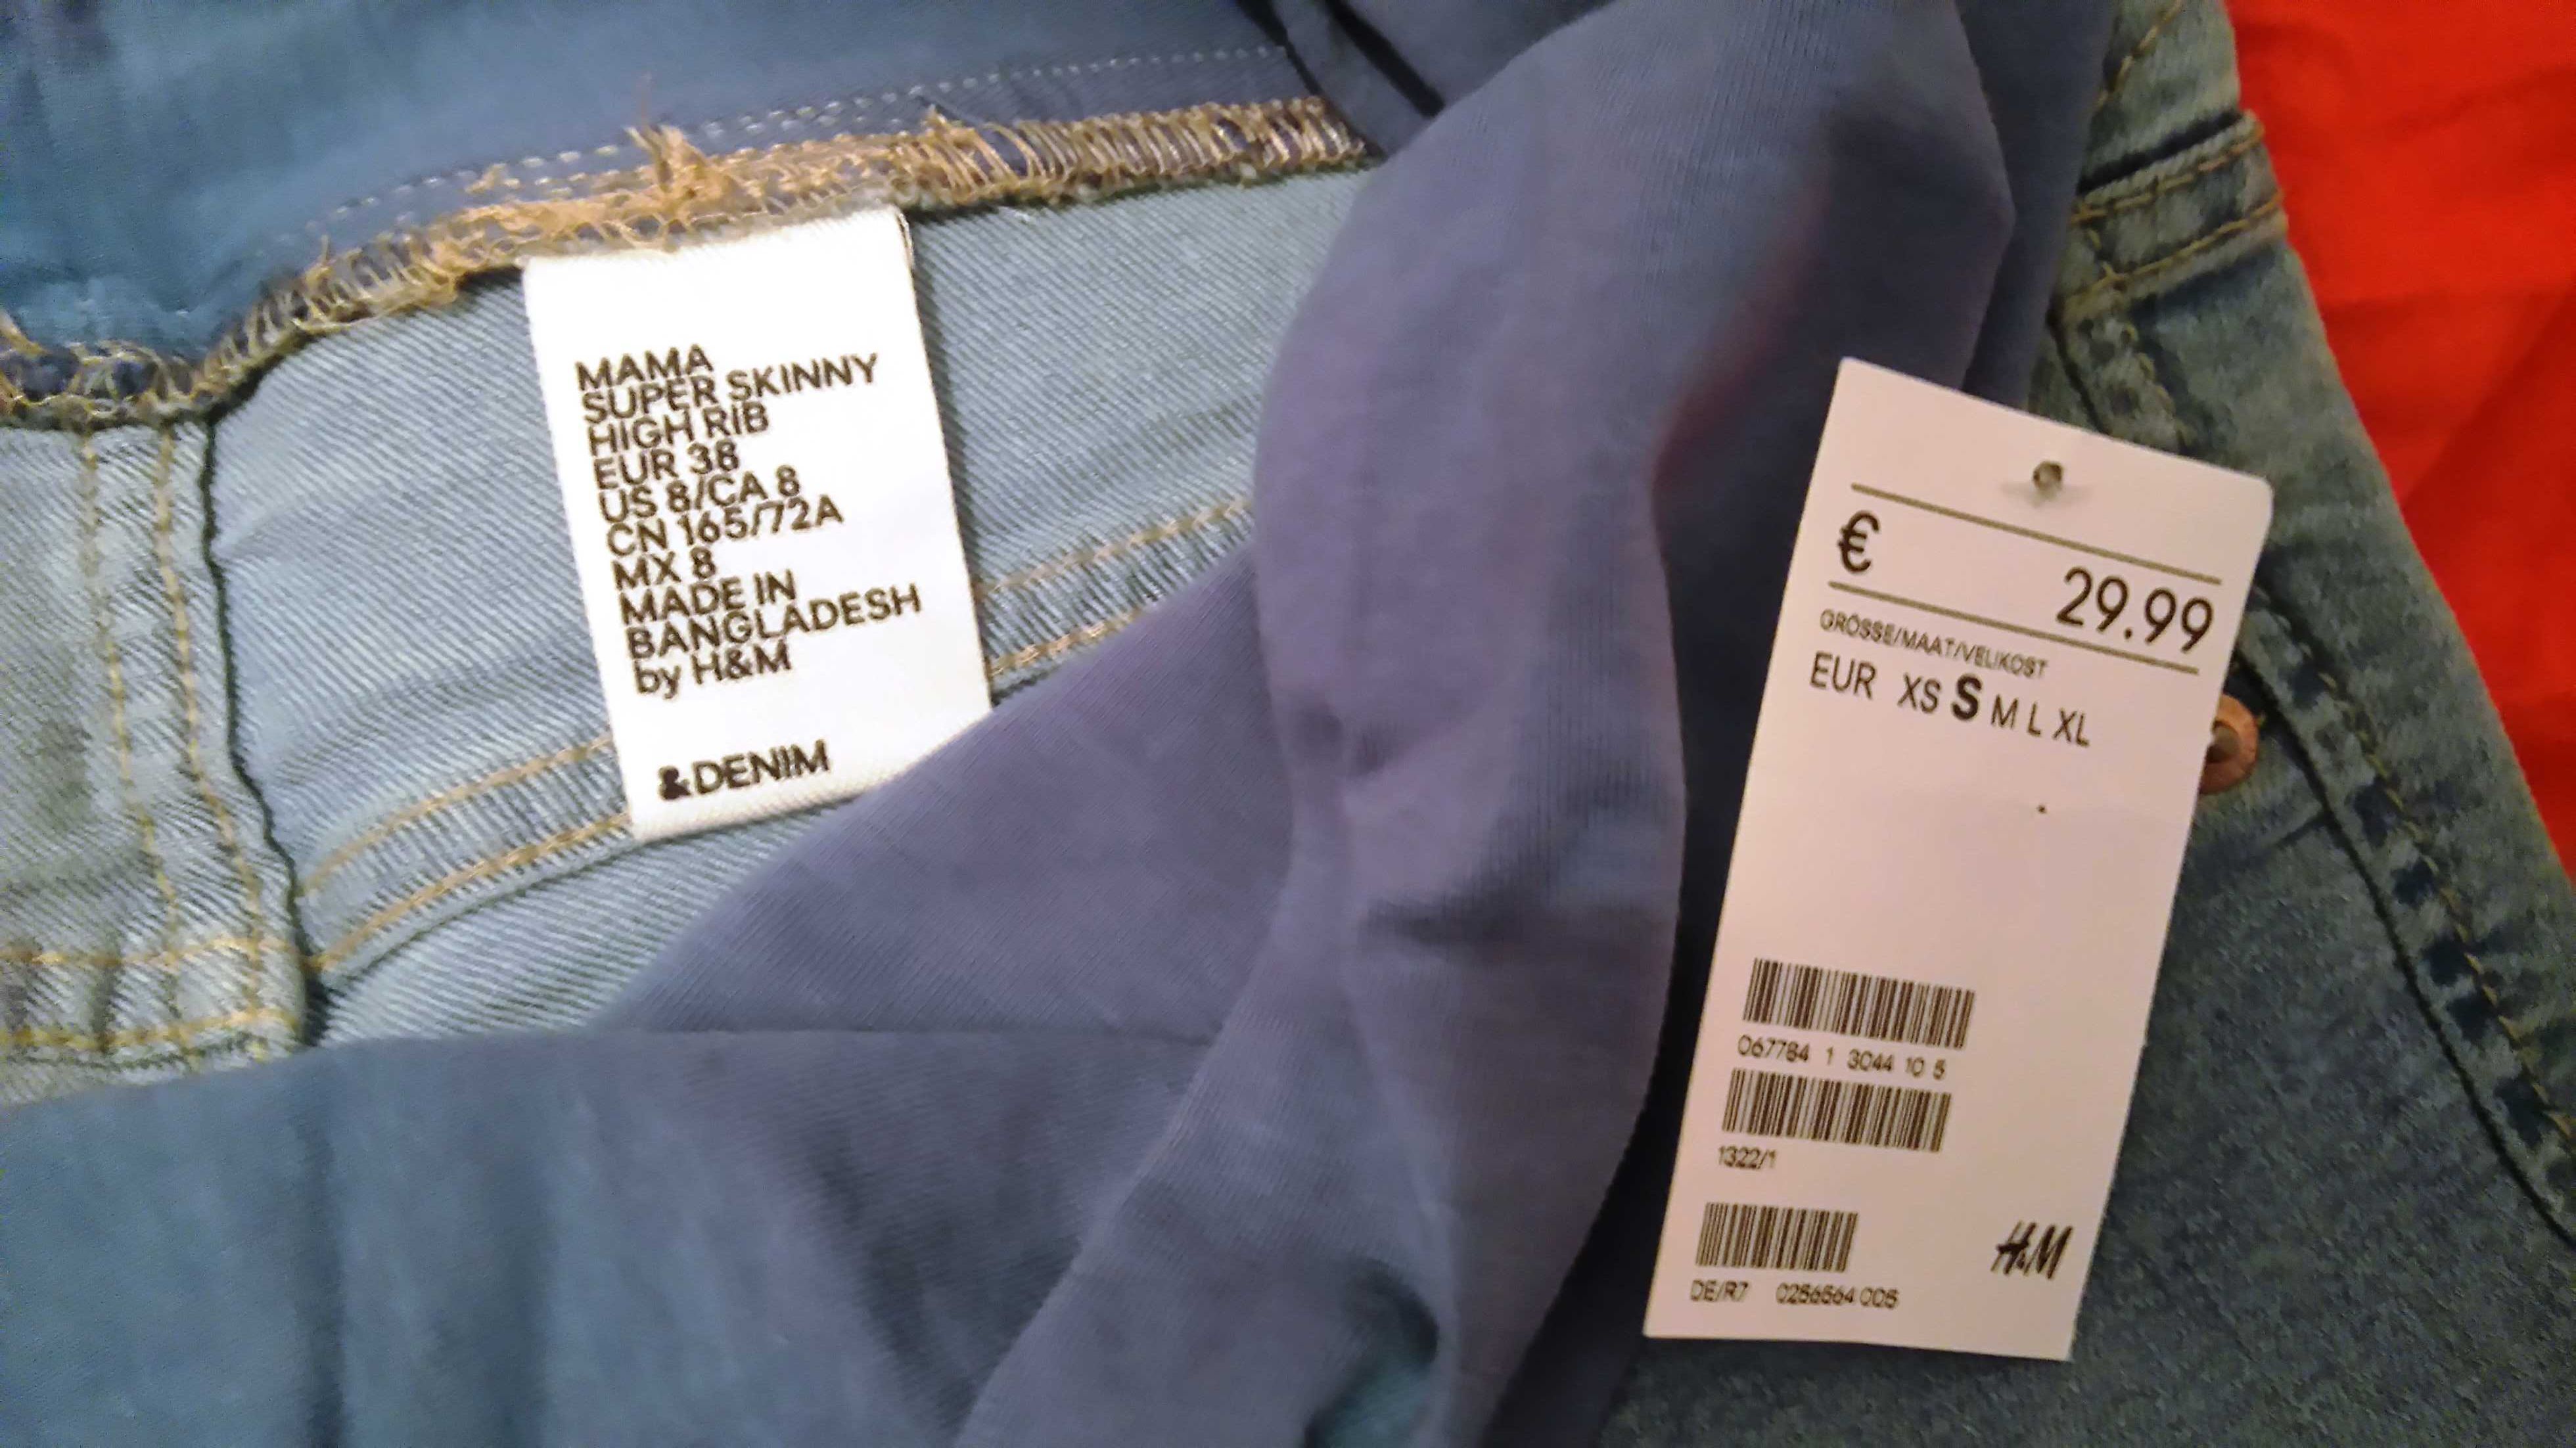 MAMA
SUPER SKINNY
HIGH RIB
EUR 38
US 8/CA 8
CN 165/72A
MX 8
MADE IN
BANGLADESH
by H&M
&DENIM
€ 29.99
GRÖSSE/MAAT/VELIKOST
EUR XS S M L XL
067784 1 3044 10 5
1322/1
DE/R7 0256564 005
H&M